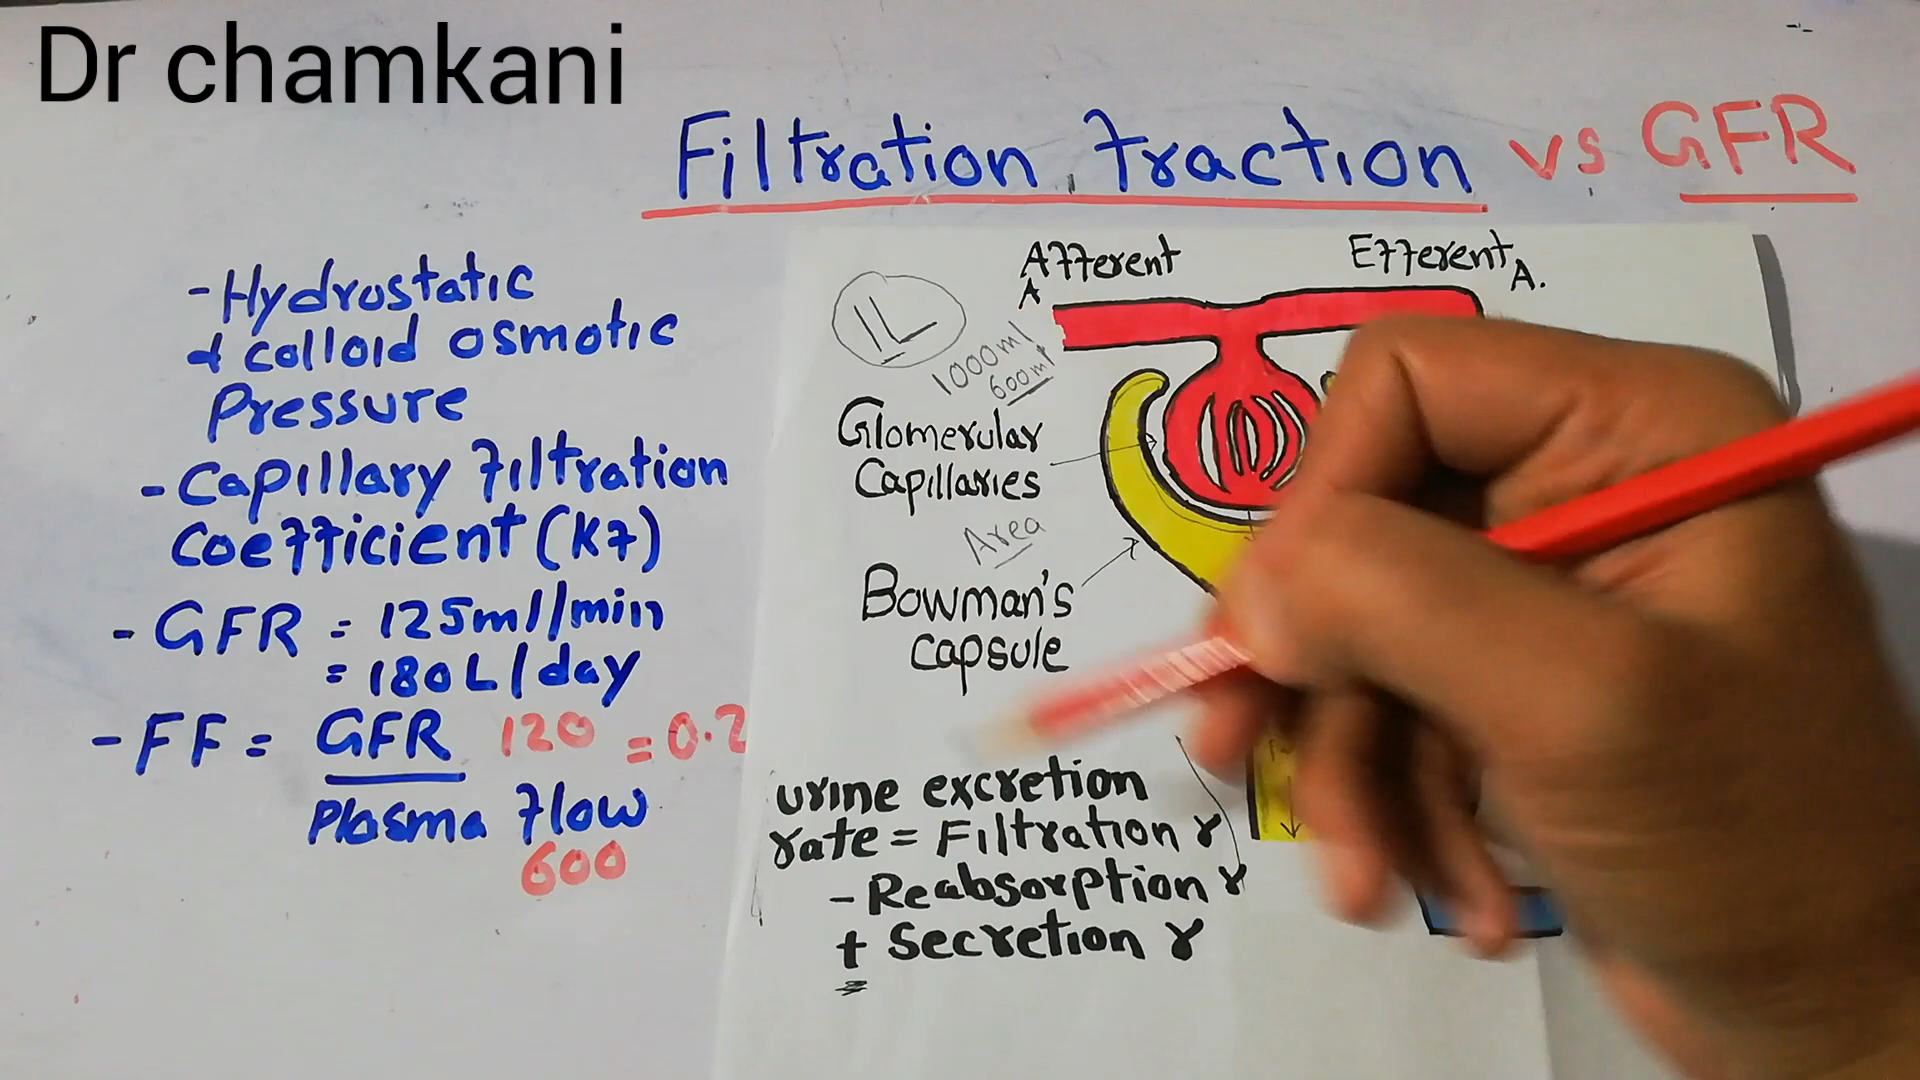 Dr chamkani
Filtration fraction vs GFR
- Hydrostatic
& colloid osmotic
Pressure
- Capillary filtration
Coefficient (Kf)
- GFR = 125ml/min
= 180L/day
- FF = GFR 120 = 0.2
Plasma flow
600
Afferent
A
Efferent
A.
1L
1000ml
600ml
Glomerular
Capillaries
Area
Bowman's
capsule
urine excretion
rate = Filtration r
- Reabsorption r
+ Secretion r